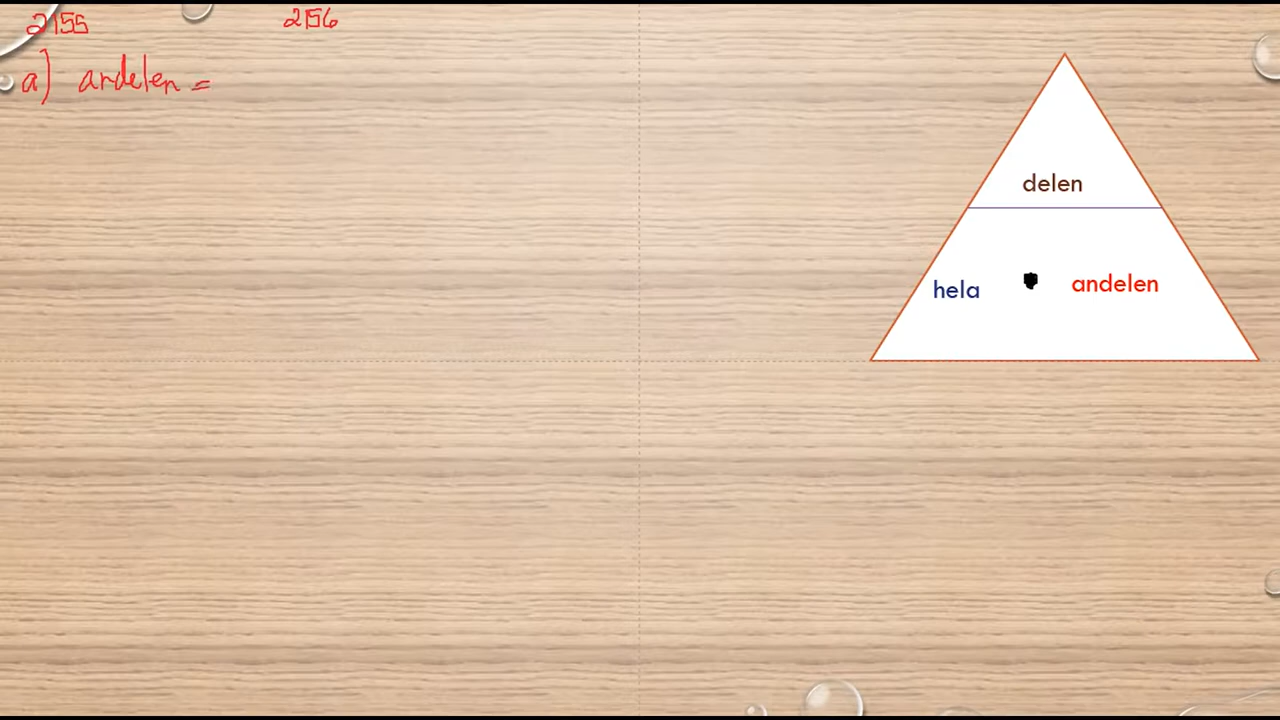 2155 2156
a) andelen =
delen
hela andelen